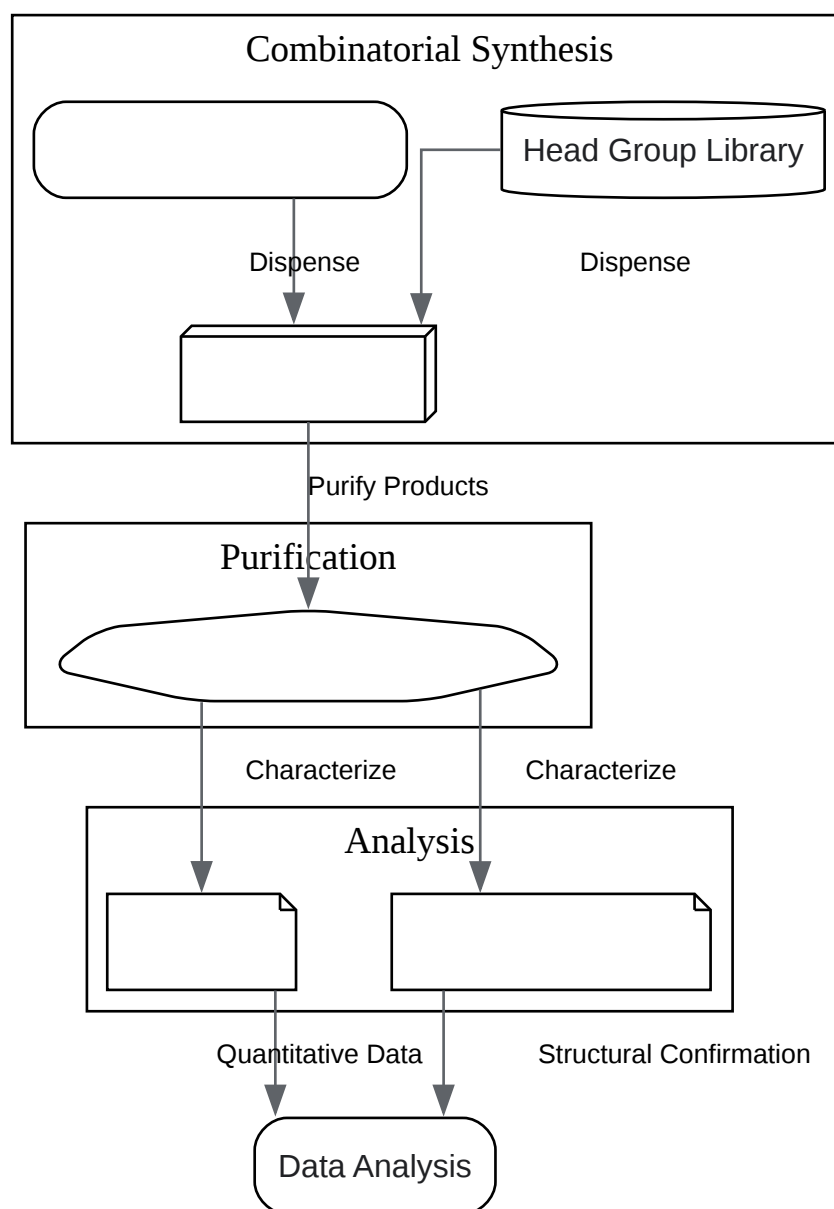 Combinatorial Synthesis
Head Group Library
Dispense
Dispense
Purify Products
Purification
Characterize
Characterize
Analysis
Quantitative Data
Structural Confirmation
Data Analysis